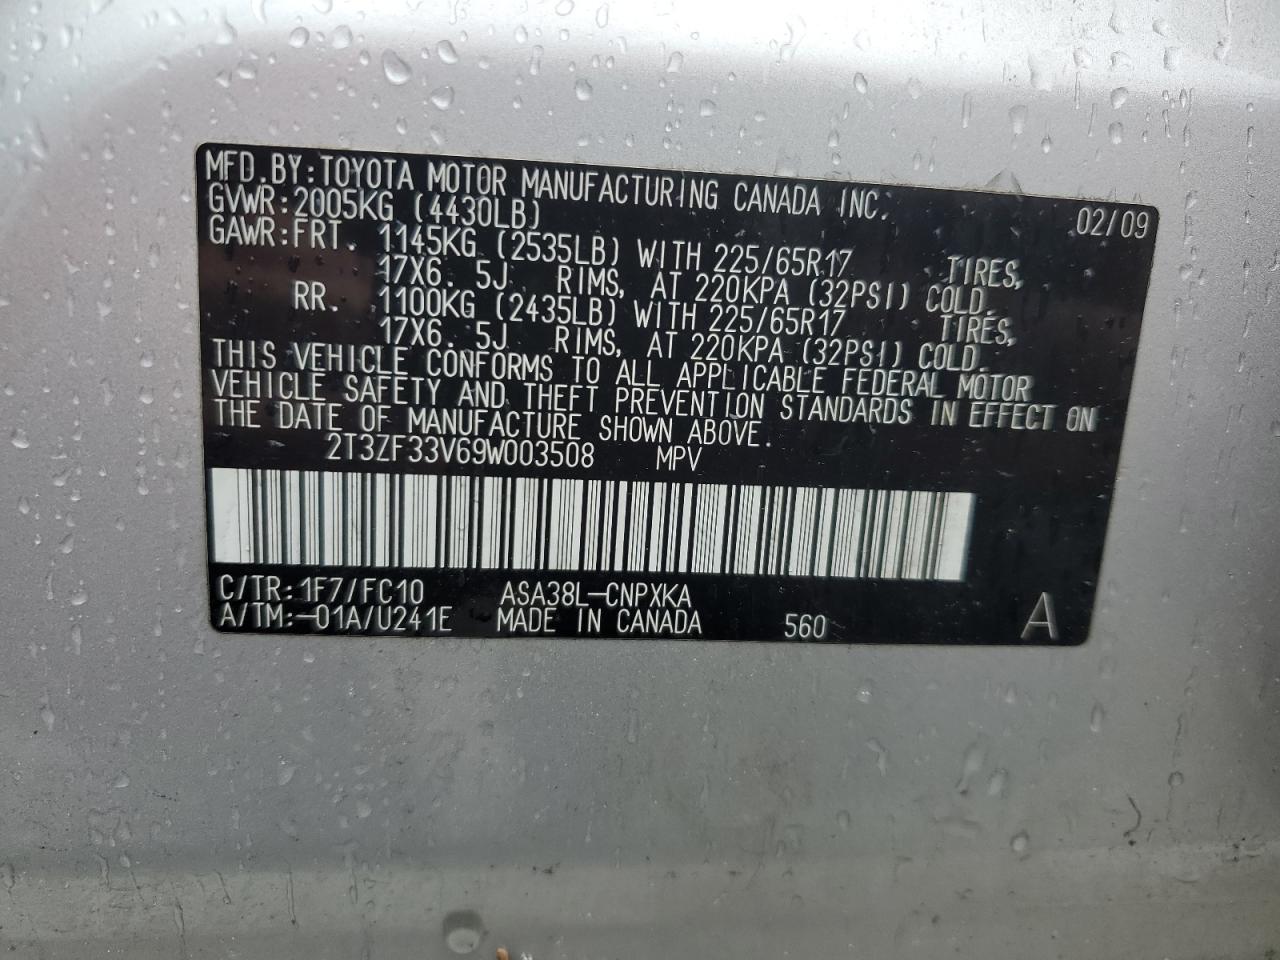 MFD.BY:TOYOTA MOTOR MANUFACTURING CANADA INC. 02/09
GVWR:2005KG (4430LB)
GAWR:FRT. 1145KG (2535LB) WITH 225/65R17 TIRES,
17X6.5J RIMS, AT 220KPA (32PSI) COLD.
RR. 1100KG (2435LB) WITH 225/65R17 TIRES,
17X6.5J RIMS, AT 220KPA (32PSI) COLD.
THIS VEHICLE CONFORMS TO ALL APPLICABLE FEDERAL MOTOR
VEHICLE SAFETY AND THEFT PREVENTION STANDARDS IN EFFECT ON
THE DATE OF MANUFACTURE SHOWN ABOVE.
2T3ZF33V69W003508 MPV
C/TR:1F7/FC10 ASA38L-CNPXKA
A/TM:-01A/U241E MADE IN CANADA 560 A